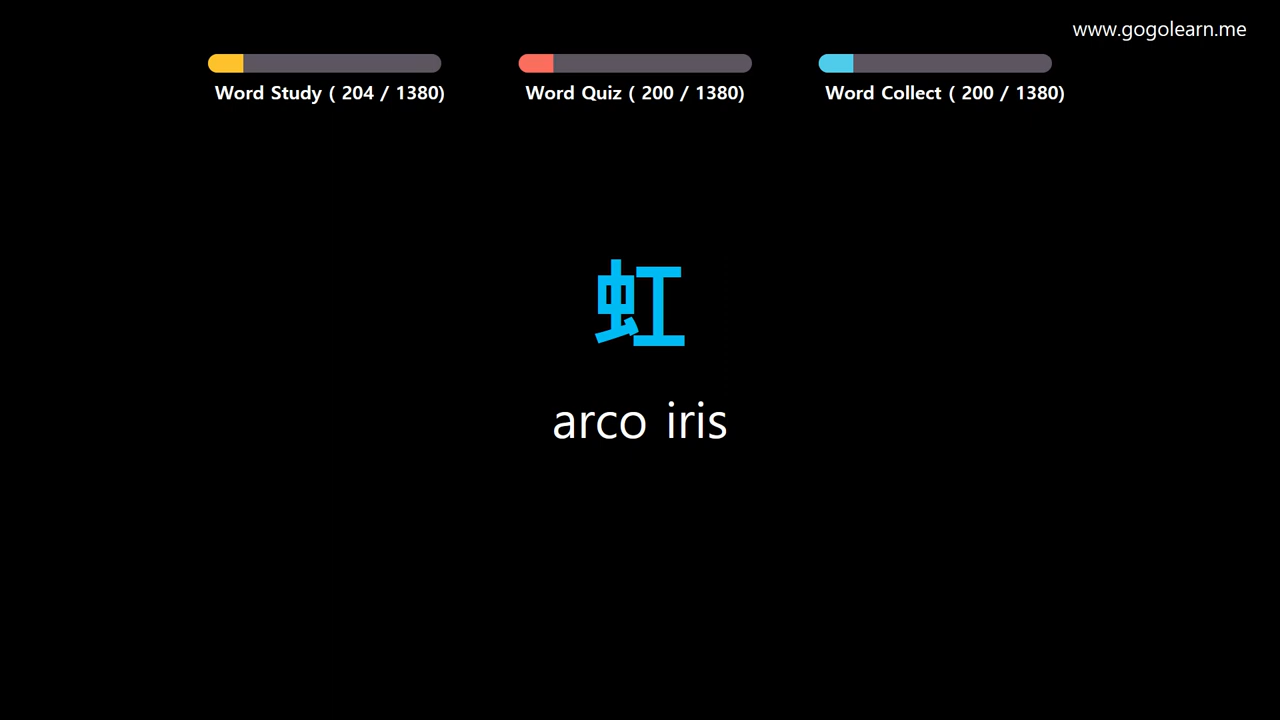 www.gogolearn.me
Word Study ( 204 / 1380)
Word Quiz ( 200 / 1380)
Word Collect ( 200 / 1380)
虹
arco iris